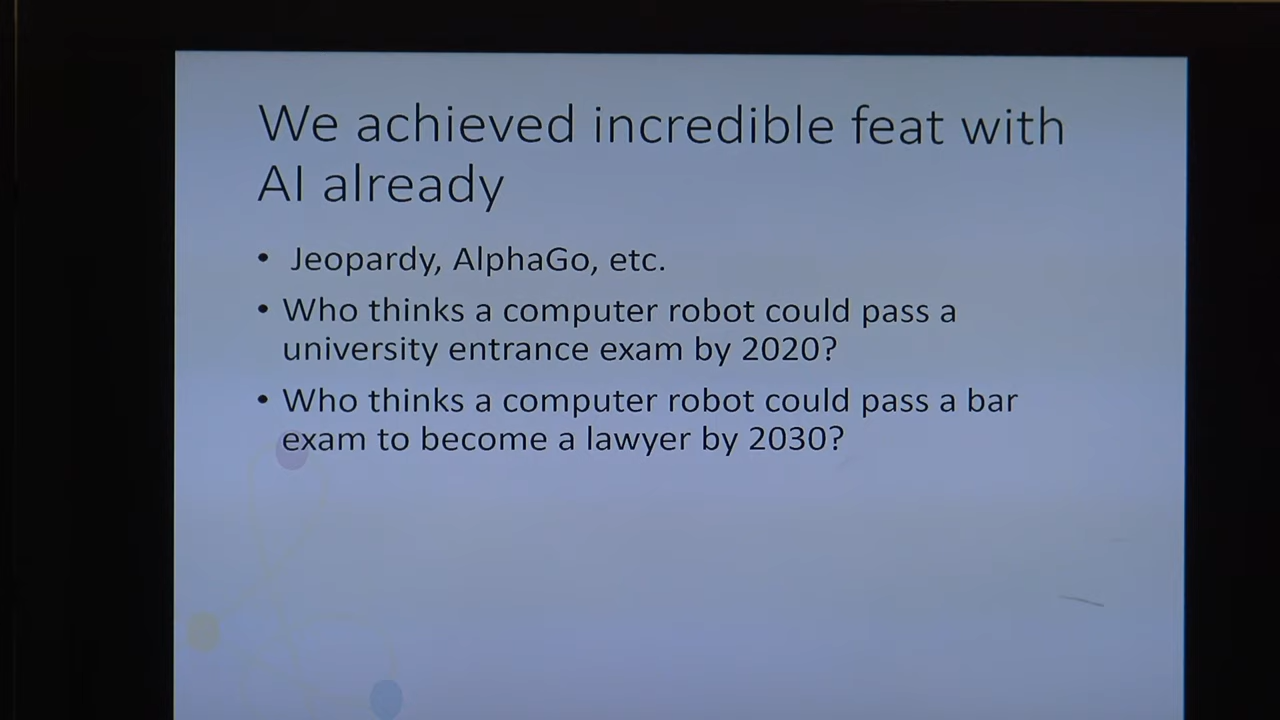 We achieved incredible feat with
AI already
• Jeopardy, AlphaGo, etc.
• Who thinks a computer robot could pass a
university entrance exam by 2020?
• Who thinks a computer robot could pass a bar
exam to become a lawyer by 2030?